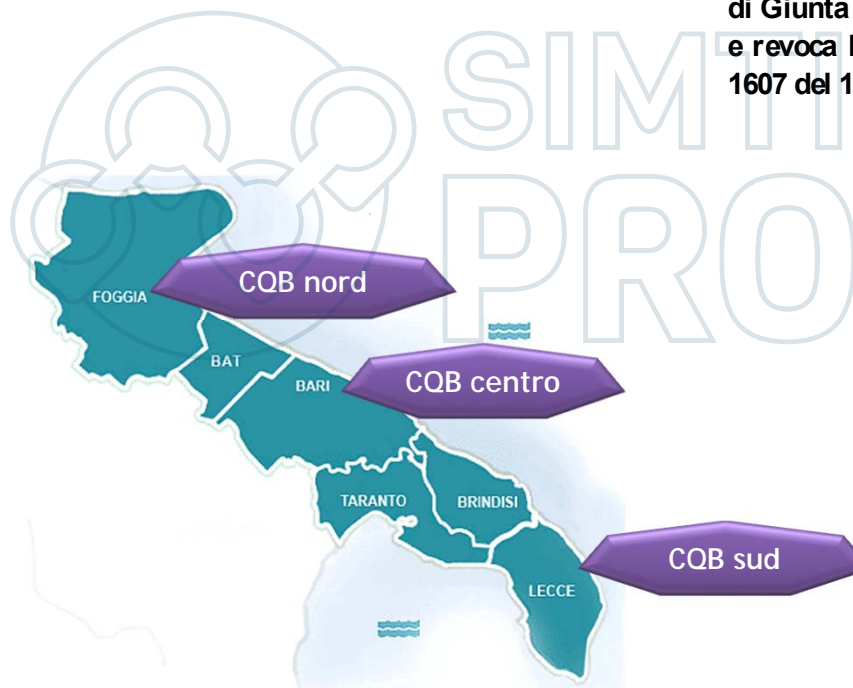 di Giunta
e revoca
1607 del 1
SIMTI
PRO
CQB nord
FOGGIA
BAT
BARI
CQB centro
TARANTO
BRINDISI
CQB sud
LECCE